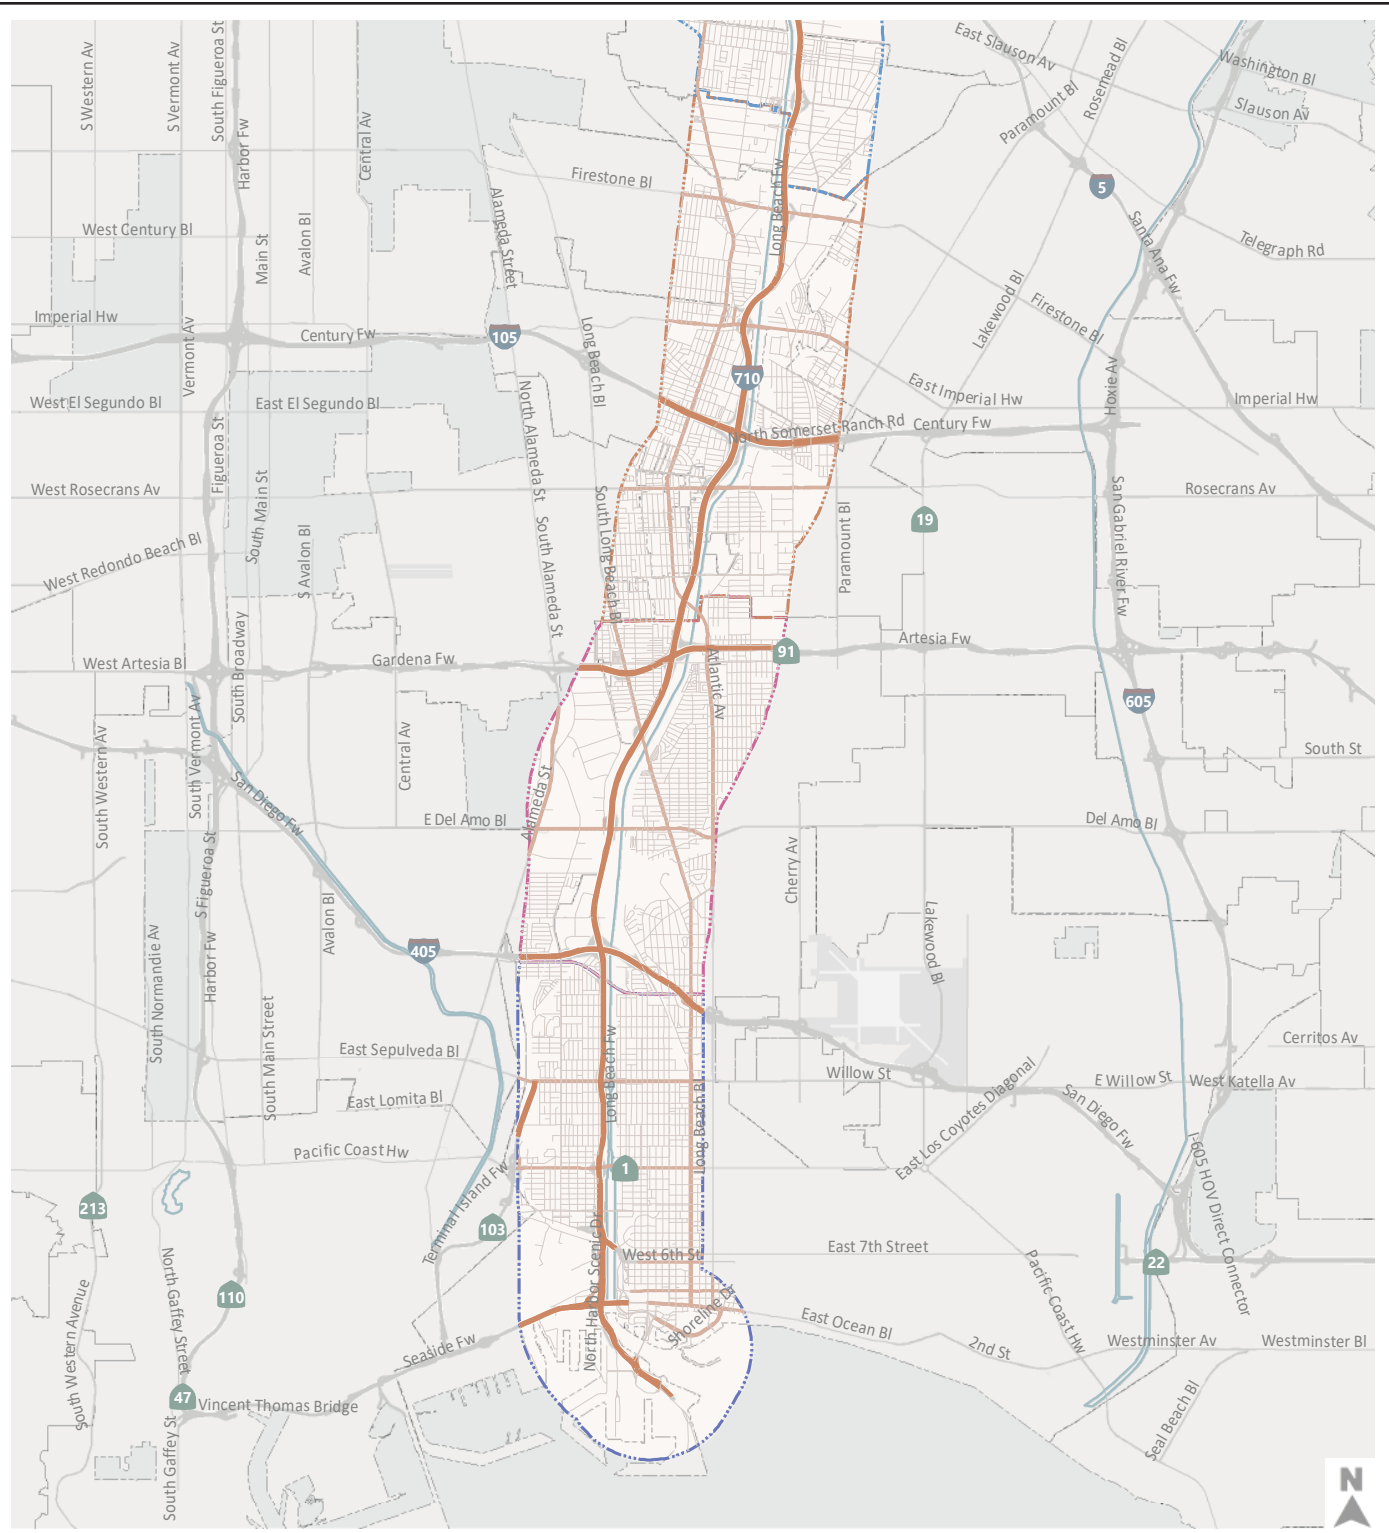 S Western Av
S Vermont Av
South Figueroa St
Harbor Fw
Central Av
East Slauson Av
Rosemead Bl
Washington Bl
Paramount Bl
Slauson Av
Firestone Bl
Long Beach Fw
5
Alameda Street
West Century Bl
Main St
Avalon Bl
Santa Ana Fw
Telegraph Rd
Lakewood Bl
Firestone Bl
Imperial Hw
Century Fw
105
Vermont Av
Long Beach Bl
710
Hoxie Av
West El Segundo Bl
East El Segundo Bl
East Imperial Hw
Imperial Hw
North Somerset Ranch Rd
Century Fw
North Alameda St
Figueroa St
South Main St
West Rosecrans Av
Rosecrans Av
South Long Beach Bl
Paramount Bl
19
San Gabriel River Fw
West Redondo Beach Bl
S Avalon Bl
South Alameda St
South Broadway
West Artesia Bl
Gardena Fw
Artesia Fw
91
Atlantic Av
605
South Western Av
South Vermont Av
Central Av
South St
San Diego Fw
Alameda St
E Del Amo Bl
Del Amo Bl
S Figueroa St
Cherry Av
Avalon Bl
Lakewood Bl
405
South Normandie Av
Harbor Fw
South Main Street
East Sepulveda Bl
Long Beach Fw
Cerritos Av
Willow St
E Willow St
West Katella Av
East Lomita Bl
Long Beach Bl
East Los Coyotes Diagonal
San Diego Fw
Pacific Coast Hw
1
I-605 HOV Direct Connector
213
Terminal Island Fw
103
North Harbor Scenic Dr
West 6th St
East 7th Street
22
Pacific Coast Hw
North Gaffey Street
110
South Western Avenue
Shoreline Dr
East Ocean Bl
2nd St
Westminster Av
Westminster Bl
Seaside Fw
47
Vincent Thomas Bridge
Seal Beach Bl
South Gaffey St
N